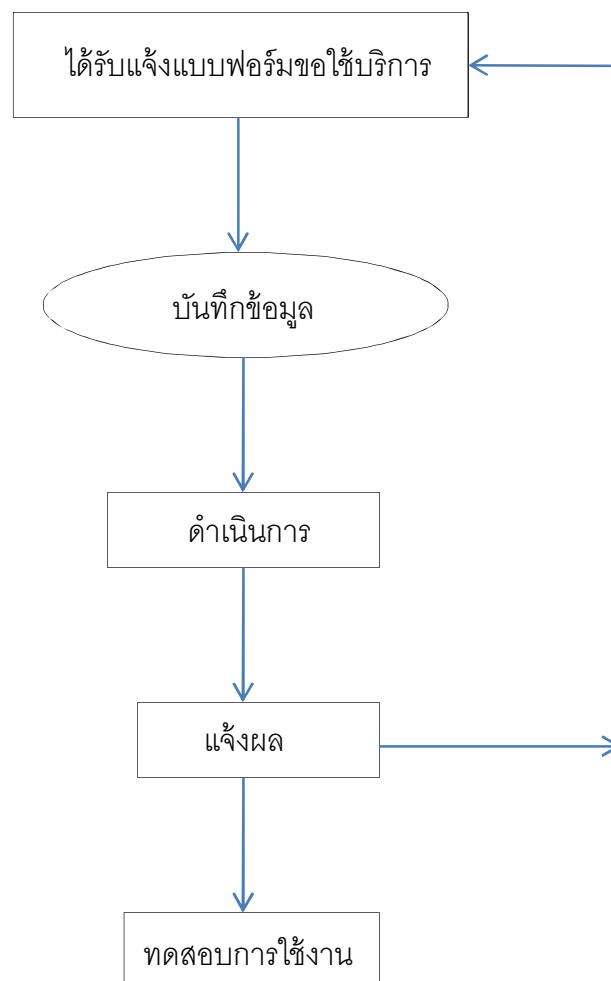 ได้รับแจ้งแบบฟอร์มขอใช้บริการ
บันทึกข้อมูล
ดำเนินการ
แจ้งผล
ทดสอบการใช้งาน